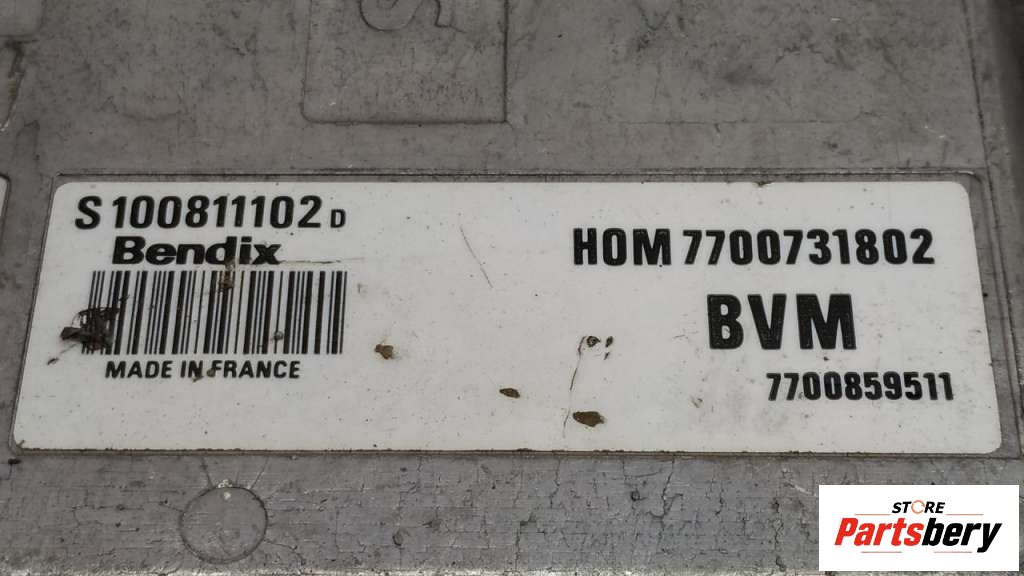 S 100811102 D
Bendix
MADE IN FRANCE
HOM 7700731802
BVM
7700859511
STORE
Partsbery